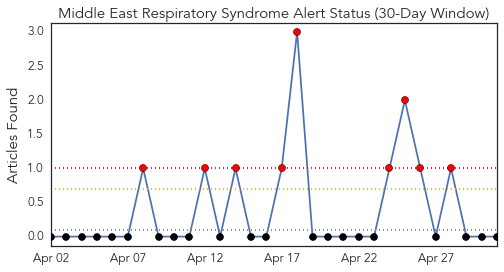 Middle East Respiratory Syndrome Alert Status (30-Day Window)
Articles Found
3.0
2.5
2.0
1.5
1.0
0.5
0.0
Apr 02 Apr 07 Apr 12 Apr 17 Apr 22 Apr 27